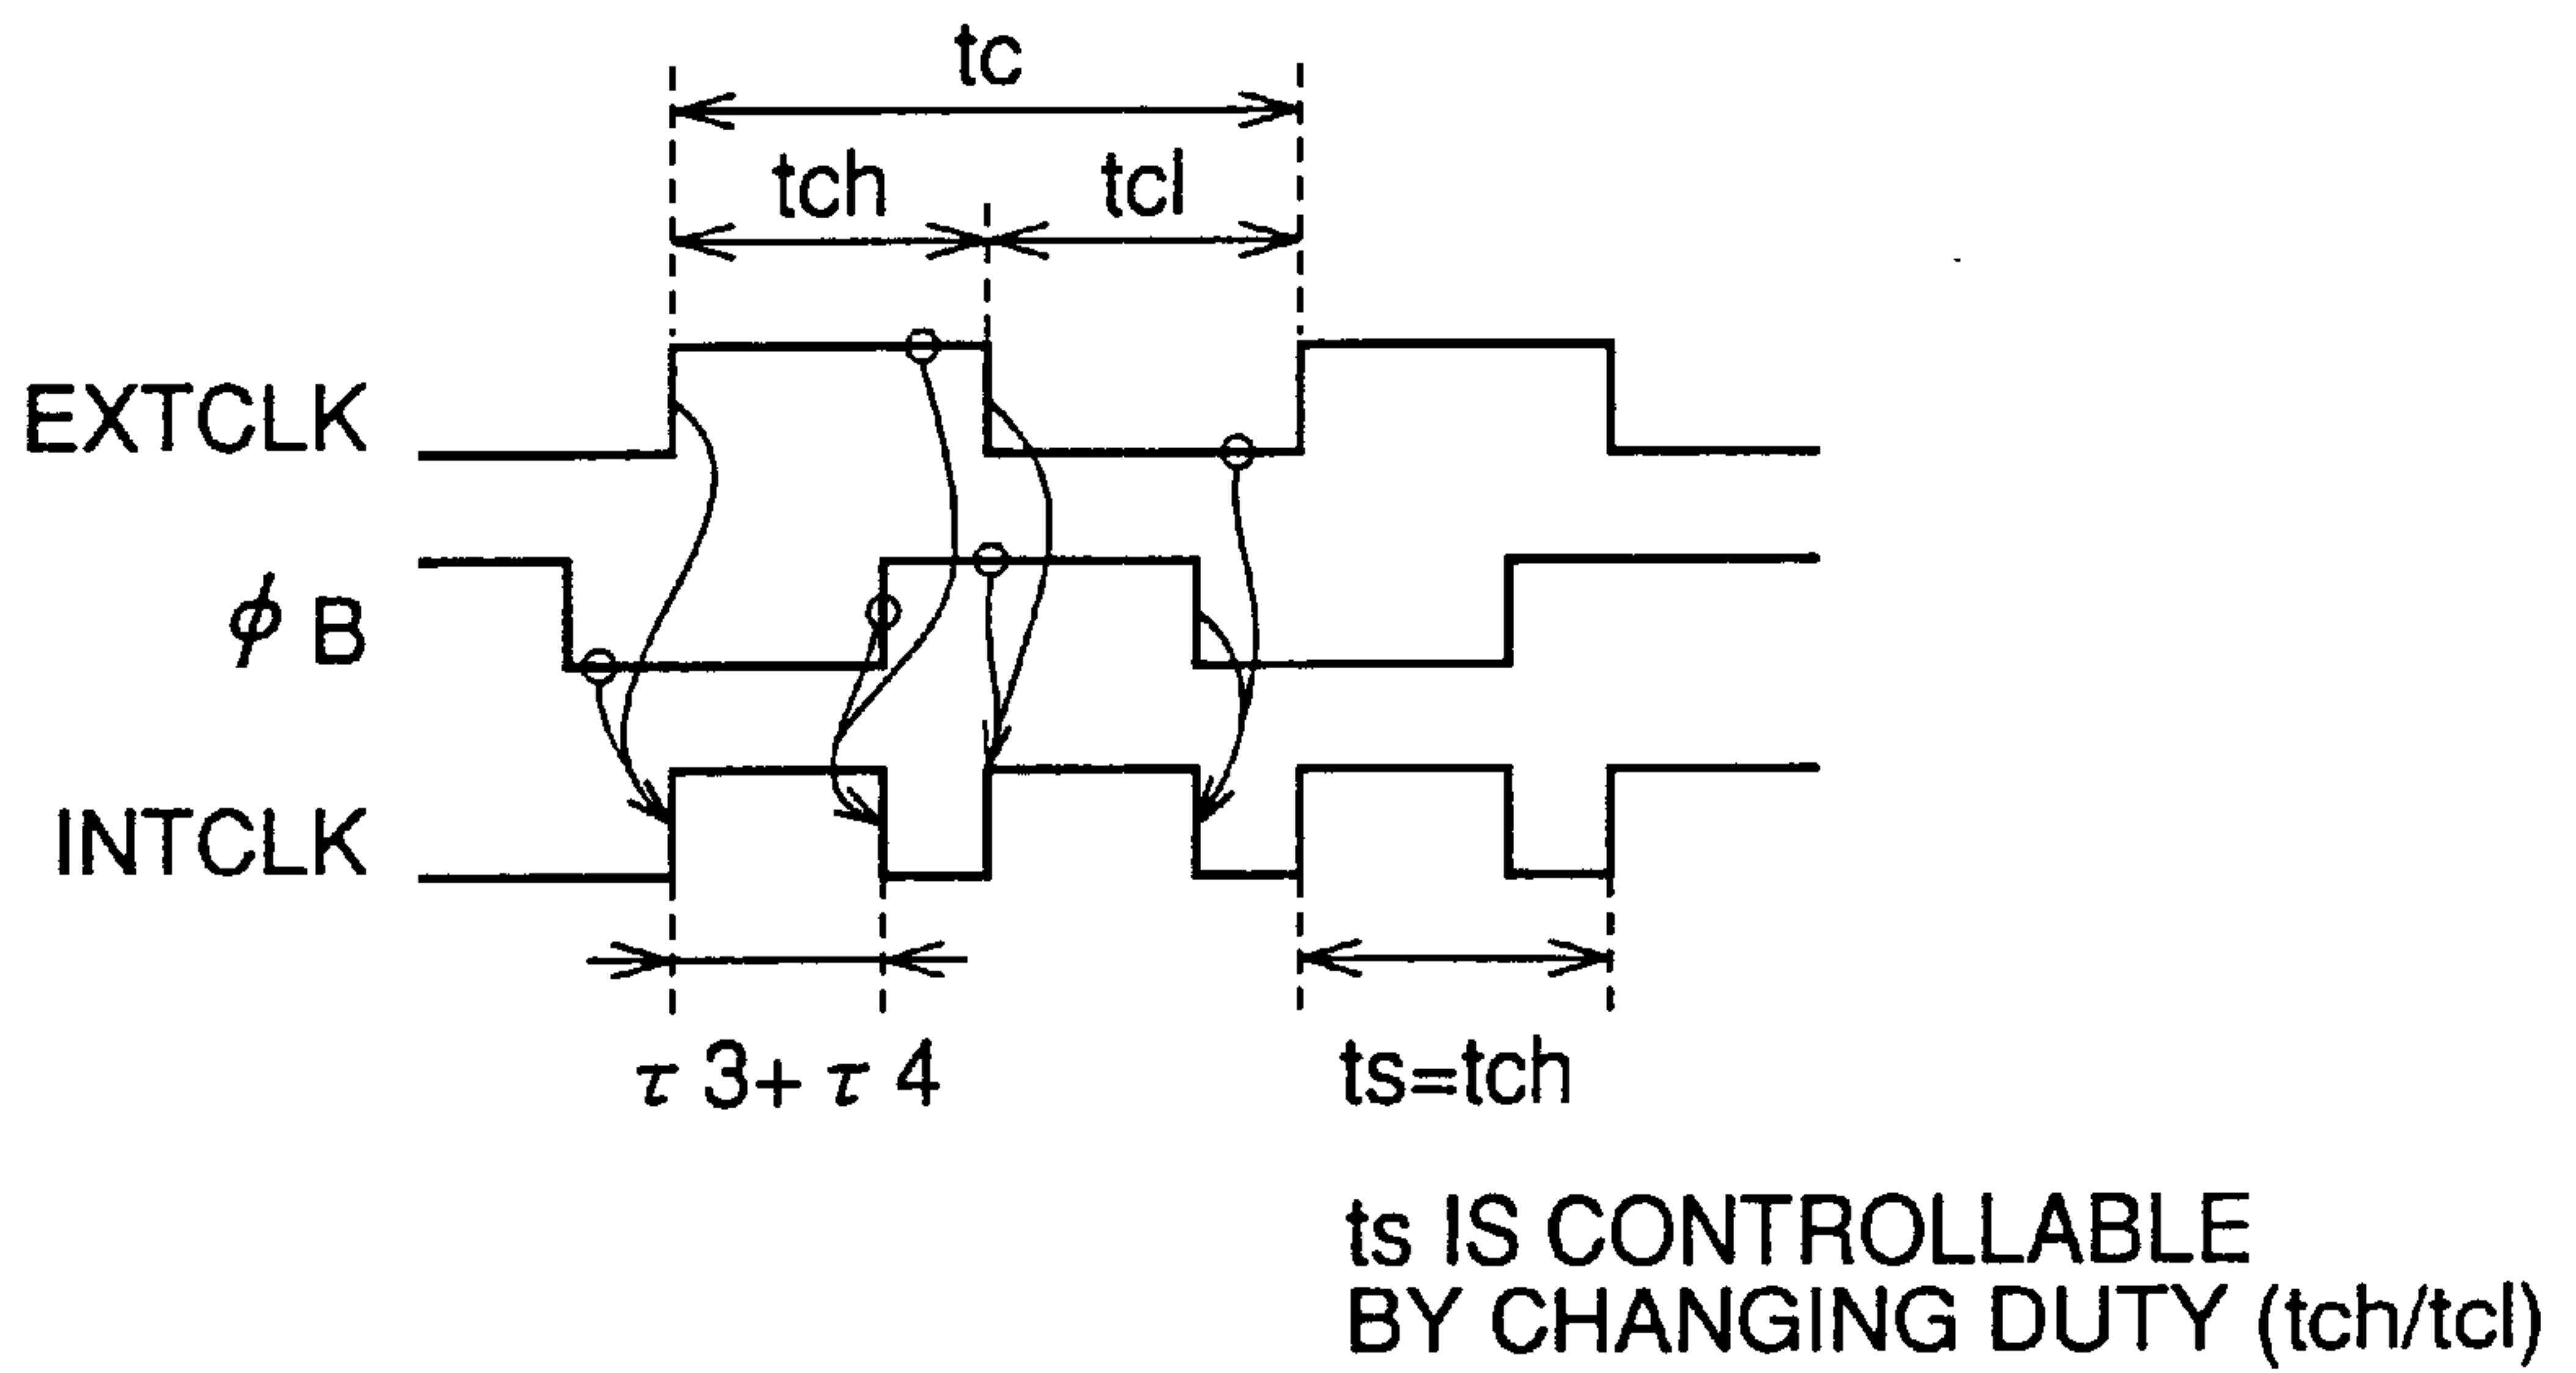 tc
tch tcl
EXTCLK
ϕ B
INTCLK
τ 3+ τ 4
ts=tch
ts IS CONTROLLABLE
BY CHANGING DUTY (tch/tcl)